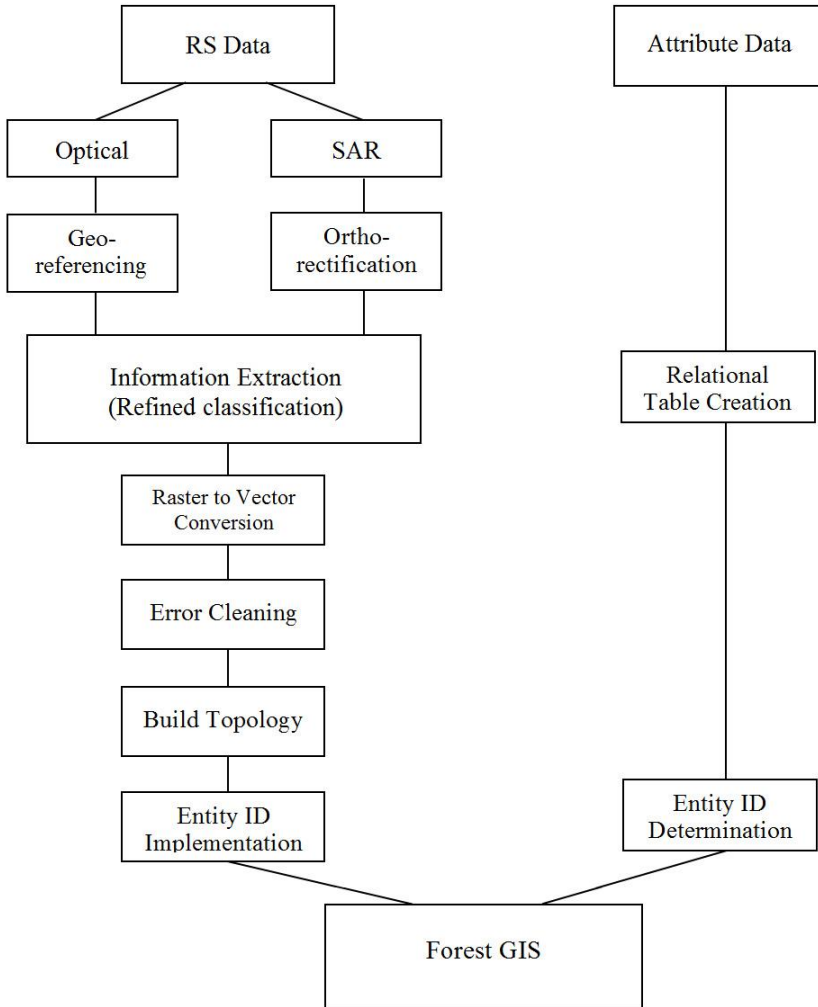 RS Data
Attribute Data
Optical
SAR
Geo-
referencing
Ortho-
rectification
Information Extraction
(Refined classification)
Relational
Table Creation
Raster to Vector
Conversion
Error Cleaning
Build Topology
Entity ID
Implementation
Entity ID
Determination
Forest GIS